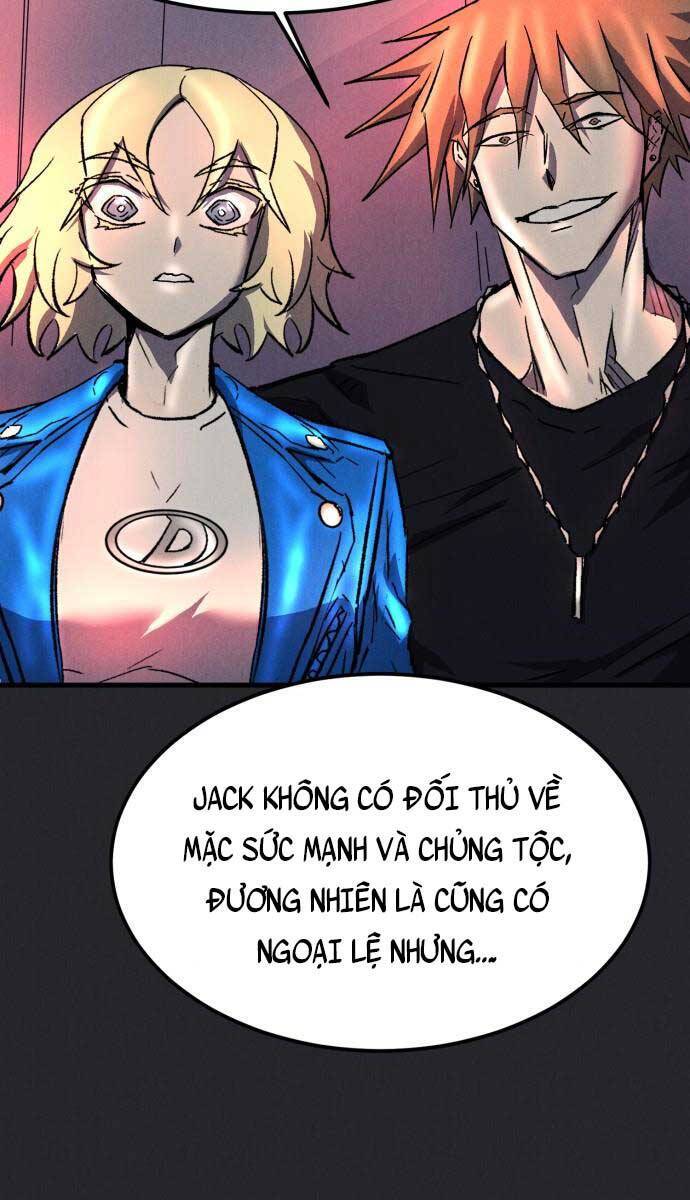 JACK KHÔNG CÓ ĐỐI THỦ VỀ
MẶC SỨC MẠNH VÀ CHỦNG TỘC,
ĐƯƠNG NHIÊN LÀ CŨNG CÓ
NGOẠI LỆ NHƯNG....